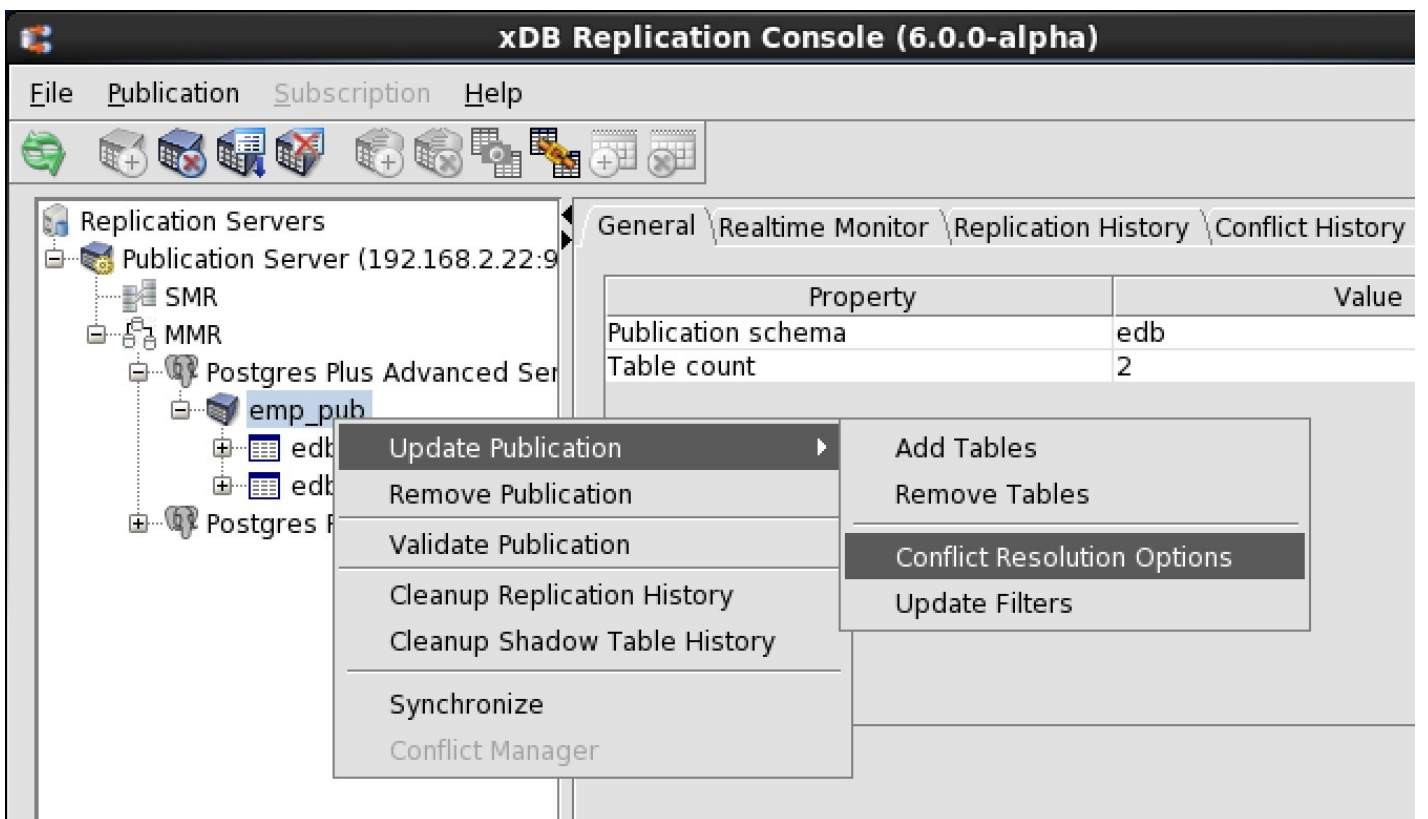 xDB Replication Console (6.0.0-alpha)
File Publication Subscription Help
Replication Servers
Publication Server (192.168.2.22:9
SMR
MMR
Postgres Plus Advanced Ser
emp_pub
edb
edb
Postgres
General Realtime Monitor Replication History Conflict History
Property Value
Publication schema edb
Table count 2
Update Publication
Remove Publication
Validate Publication
Cleanup Replication History
Cleanup Shadow Table History
Synchronize
Conflict Manager
Add Tables
Remove Tables
Conflict Resolution Options
Update Filters